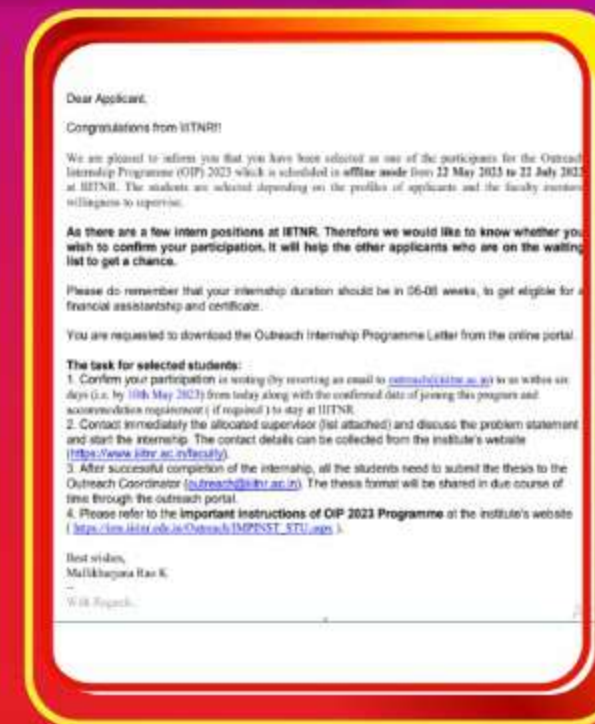 Dear Applicant,
Congratulations from IIITNR!!
We are pleased to inform you that you have been selected as one of the participants for the Outreach
Internship Programme (OIP) 2023 which is scheduled in offline mode from 22 May 2023 to 22 July 2023
at IIITNR. The students are selected depending on the profiles of applicants and the faculty mentors
willingness to supervise.
As there are a few intern positions at IIITNR. Therefore we would like to know whether you
wish to confirm your participation. It will help the other applicants who are on the waiting
list to get a chance.
Please do remember that your internship duration should be in 06-08 weeks, to get eligible for a
financial assistantship and certificate.
You are requested to download the Outreach Internship Programme Letter from the online portal.
The task for selected students:
1. Confirm your participation in writing (by reverting an email to outreach@iiitnr.ac.in) to us within six
days (i.e. by 10th May 2023) from today along with the confirmed date of joining this program and
accommodation requirement ( if required ) to stay at IIITNR.
2. Contact immediately the allocated supervisor (list attached) and discuss the problem statement
and start the internship. The contact details can be collected from the institute's website
(https://www.iiitnr.ac.in/faculty).
3. After successful completion of the internship, all the students need to submit the thesis to the
Outreach Coordinator (outreach@iiitnr.ac.in). The thesis format will be shared in due course of
time through the outreach portal.
4. Please refer to the Important Instructions of OIP 2023 Programme at the institute's website
Best wishes,
Mallikharjuna Rao K
--
With Regards,